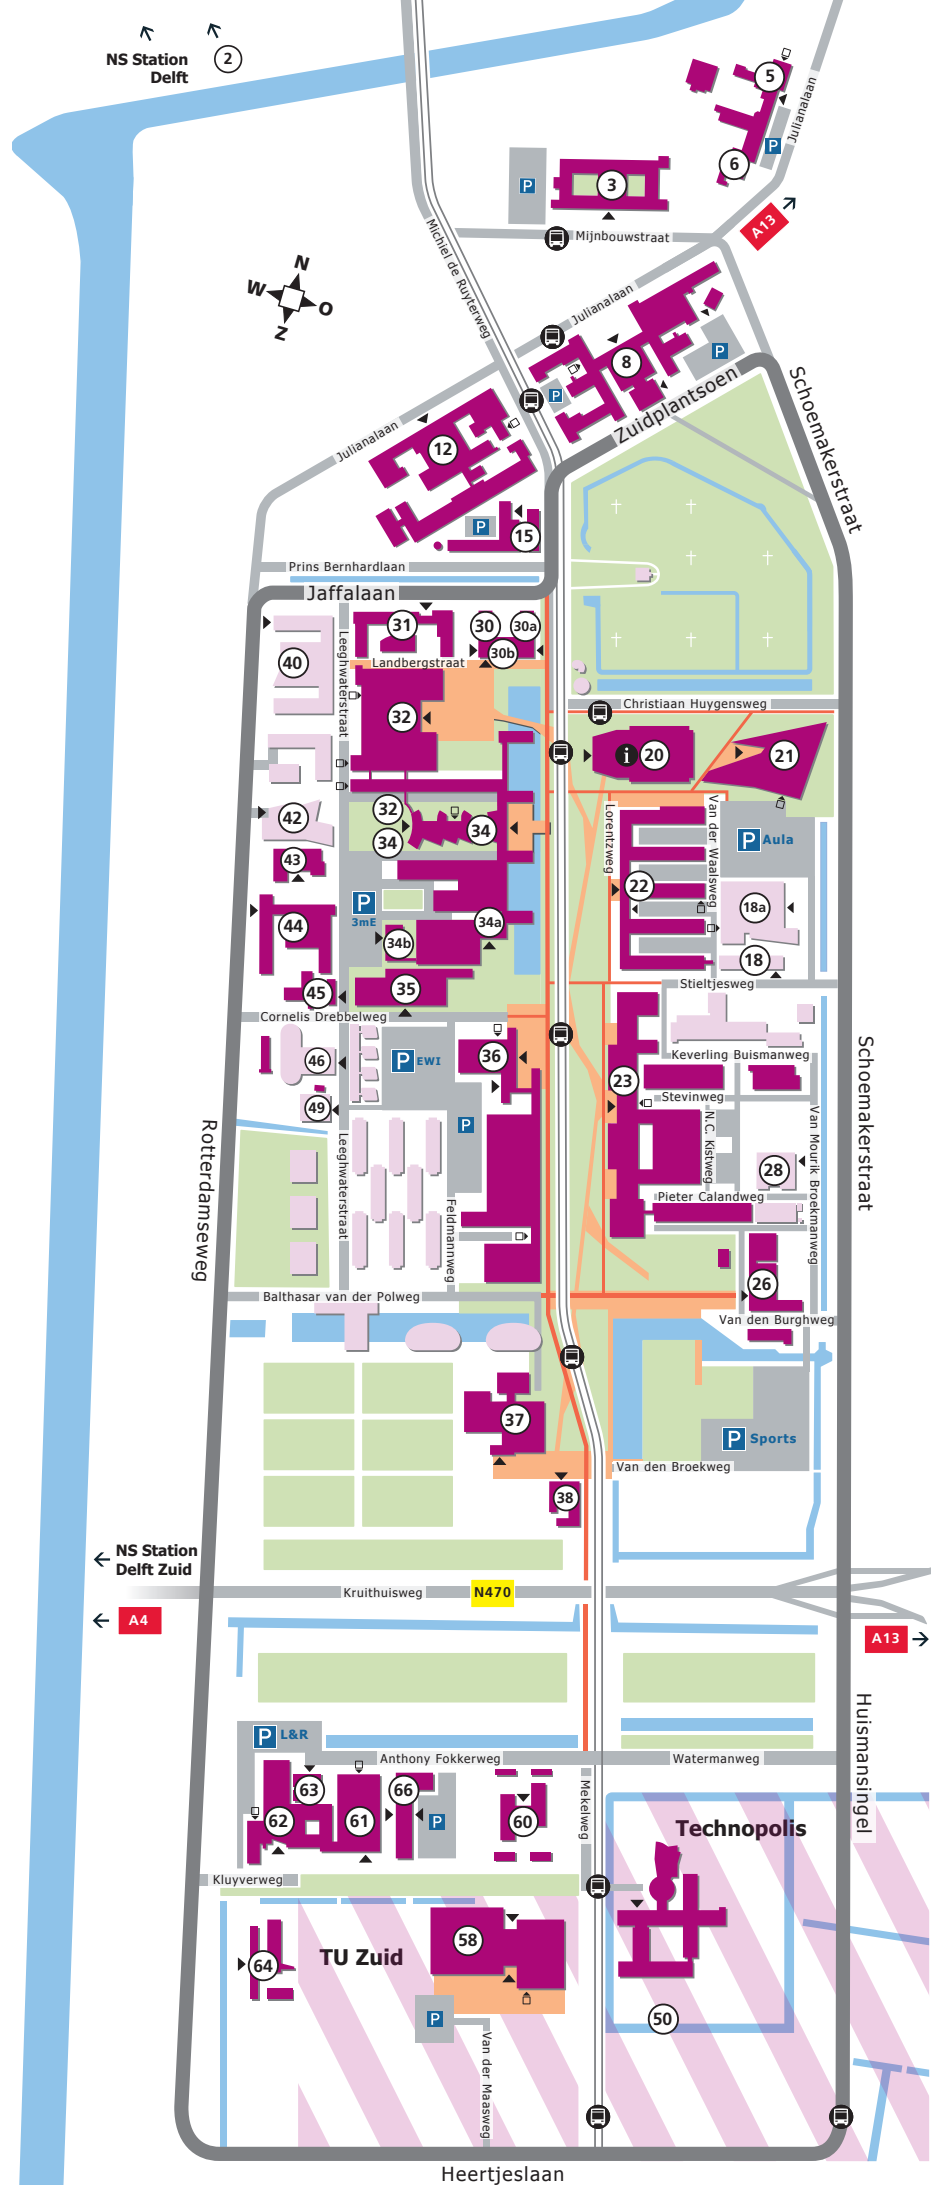 NS Station
Delft
2
5
Julianalaan
P
6
3
P
A13
Mijnbouwstraat
Michiel de Ruyterweg
N
W
O
Z
Julianalaan
8
P
P
Zuidplantsoen
Schoemakerstraat
Julianalaan
12
P
15
Prins Bernhardlaan
Jaffalaan
31
30
30a
30b
Leeghwaterstraat
40
Landbergstraat
32
Christiaan Huygensweg
i
20
21
32
34
34
42
43
Lorentzweg
Van der Waalsweg
P Aula
22
18a
P
3mE
44
34a
34b
18
45
35
Stieltjesweg
Cornelis Drebbelweg
46
P EWI
36
Keverling Buismanweg
23
Stevinweg
49
P
N.C. Kistweg
Van Mourik Broekmanweg
Schoemakerstraat
28
Rotterdamseweg
Leeghwaterstraat
Feldmannweg
Pieter Calandweg
26
Balthasar van der Polweg
Van den Burghweg
37
P Sports
Van den Broekweg
38
NS Station
Delft Zuid
Kruithuisweg
N470
A4
A13
P L&R
Huismansingel
Anthony Fokkerweg
Watermanweg
63
66
62
61
P
60
Mekelweg
Technopolis
Kluyverweg
58
TU Zuid
64
50
P
Van der Maasweg
Heertjeslaan